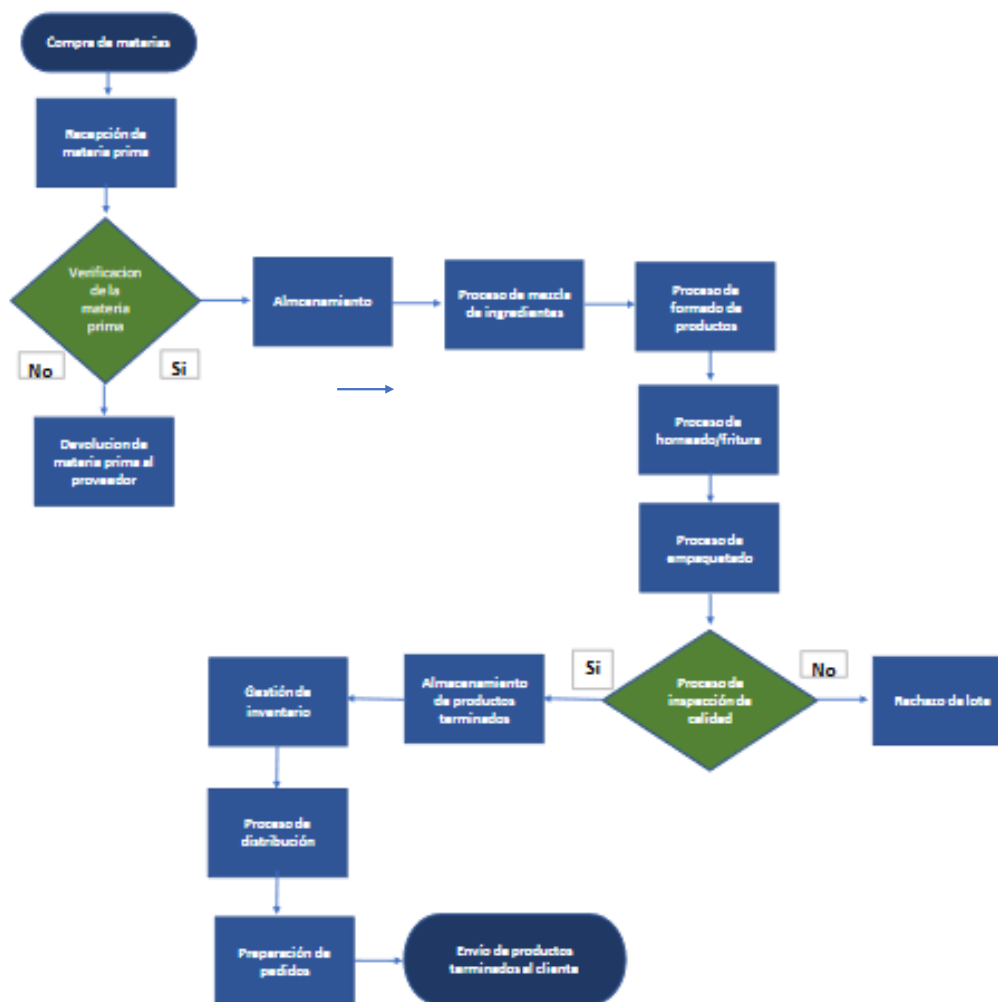 Compra de materias
Recepción de
materia prima
Verificacion
de la
materia
prima
No
Si
Devolucion de
materia prima al
proveedor
Almcenamiento
Proceso de mezcla
de ingredientes
Proceso de
formado de
productos
Proceso de
horneado/fritura
Proceso de
empaquetado
Proceso de
inspección de
calidad
Si
No
Rechazo de lote
Almacenamiento
de productos
terminados
Gestión de
inventario
Proceso de
distribución
Preparación de
pedidos
Envío de productos
terminados al cliente